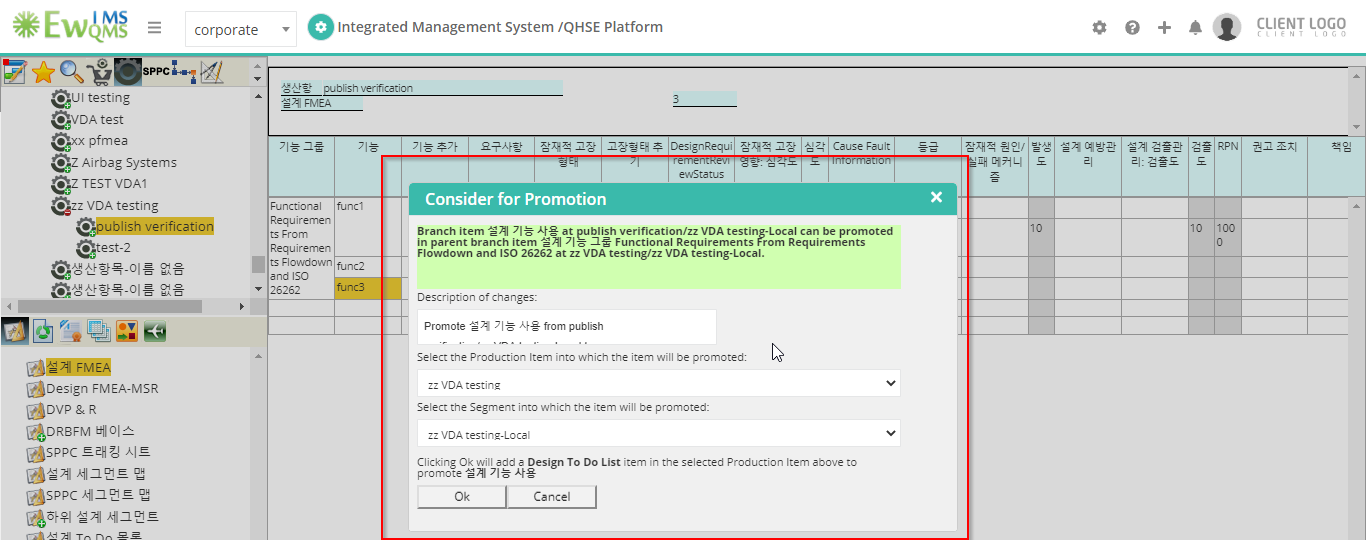 EwQMS IMS
corporate
Integrated Management System /QHSE Platform
CLIENT LOGO
CLIENT LOGO
SPPC
UI testing
VDA test
xx pfmea
Z Airbag Systems
Z TEST VDA1
zz VDA testing
publish verification
test-2
생산항목-이름 없음
생산항목-이름 없음
설계 FMEA
Design FMEA-MSR
DVP & R
DRBFM 베이스
SPPC 트래킹 시트
설계 세그먼트 맵
SPPC 세그먼트 맵
하위 설계 세그먼트
설계 To Do 목록
생산항 publish verification
설계 FMEA
3
기능 그룹
기능
기능 추가
요구사항
잠재적 고장
형태
고장형태 추
가
DesignRequ
irementRevi
ewStatus
잠재적 고장
영향: 심각도
심각
도
Cause Fault
Information
등급
잠재적 원인/
실패 메커니
즘
발생
도
설계 예방관
리
설계 검출관
리: 검출도
검출
도
RPN
권고 조치
책임
Functional
Requiremen
ts From
Requiremen
ts Flowdown
and ISO
26262
func1
func2
func3
10
10
100
0
Consider for Promotion
×
Branch item 설계 기능 사용 at publish verification/zz VDA testing-Local can be promoted
in parent branch item 설계 기능 그룹 Functional Requirements From Requirements
Flowdown and ISO 26262 at zz VDA testing/zz VDA testing-Local.
Description of changes:
Promote 설계 기능 사용 from publish
Select the Production Item into which the item will be promoted:
zz VDA testing
Select the Segment into which the item will be promoted:
zz VDA testing-Local
Clicking Ok will add a Design To Do List item in the selected Production Item above to
promote 설계 기능 사용
Ok
Cancel